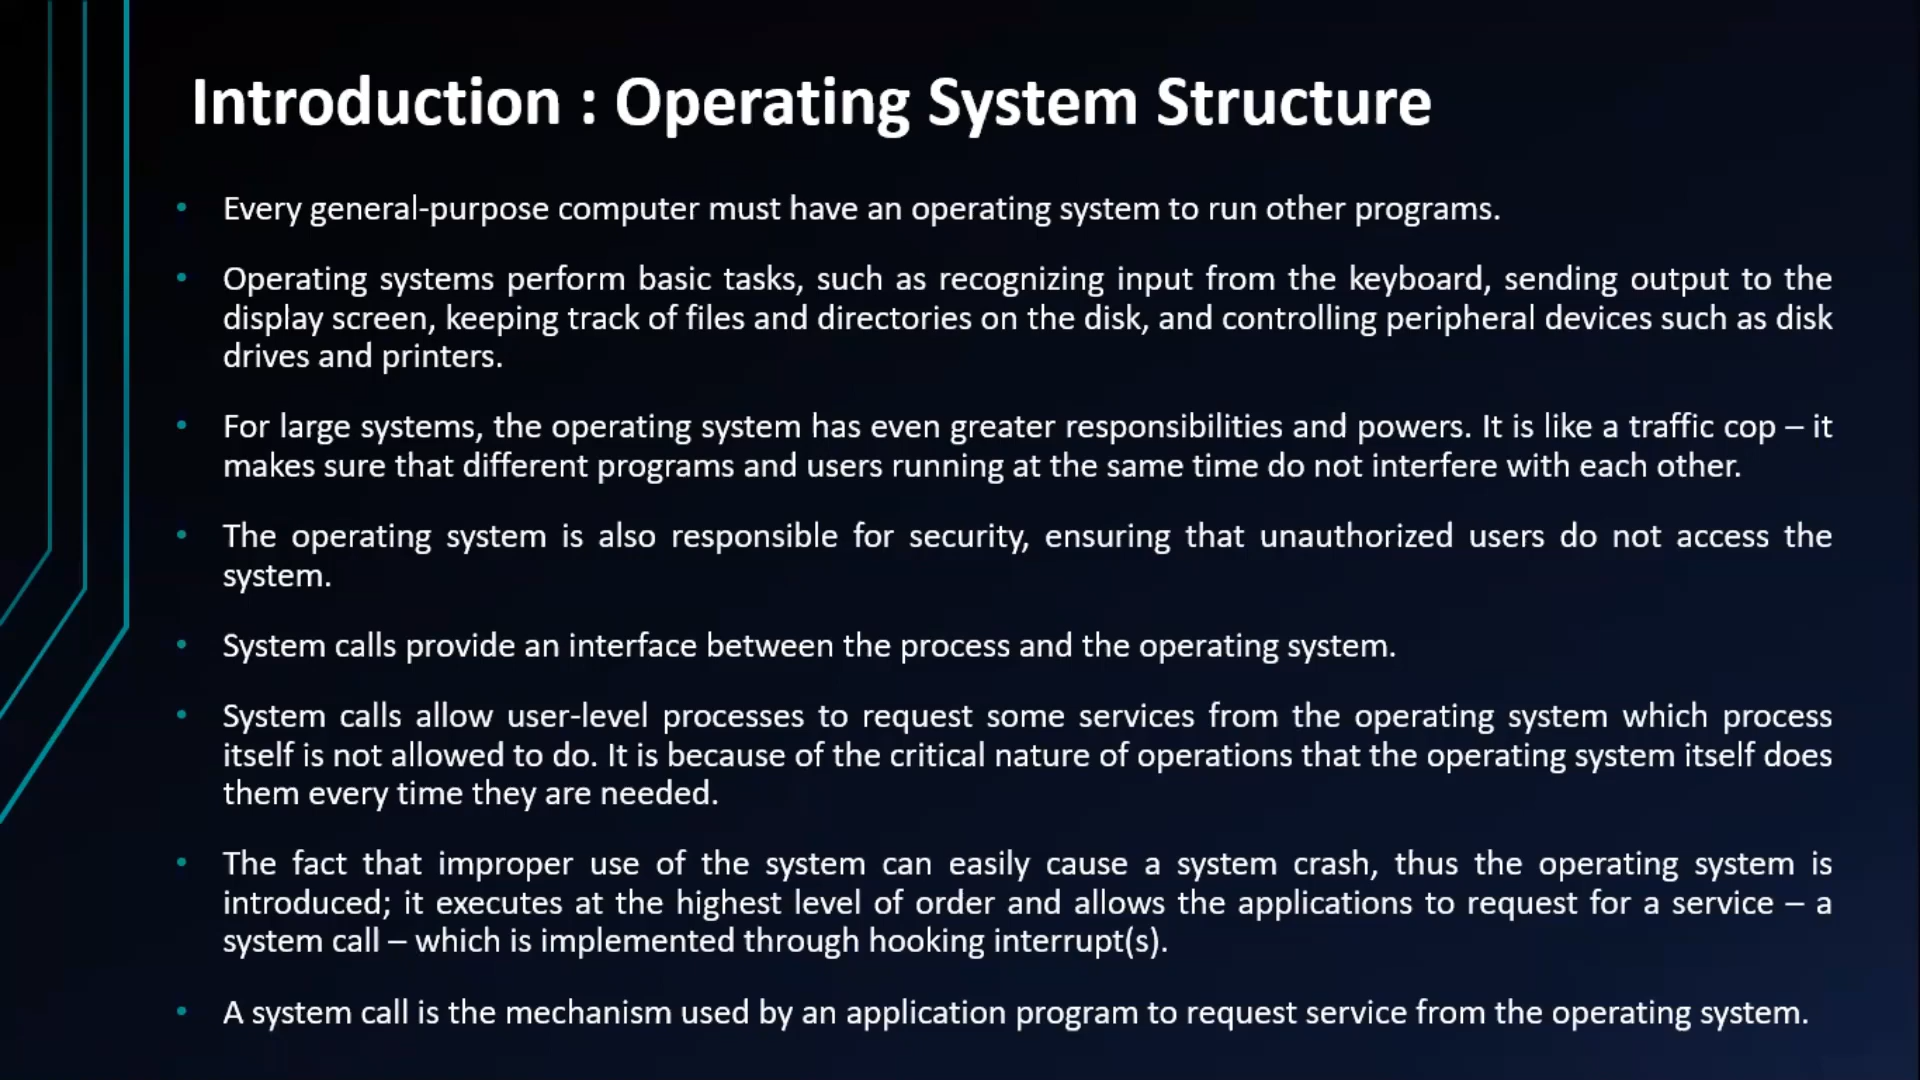 Introduction : Operating System Structure
• Every general-purpose computer must have an operating system to run other programs.
• Operating systems perform basic tasks, such as recognizing input from the keyboard, sending output to the
display screen, keeping track of files and directories on the disk, and controlling peripheral devices such as disk
drives and printers.
• For large systems, the operating system has even greater responsibilities and powers. It is like a traffic cop – it
makes sure that different programs and users running at the same time do not interfere with each other.
• The operating system is also responsible for security, ensuring that unauthorized users do not access the
system.
• System calls provide an interface between the process and the operating system.
• System calls allow user-level processes to request some services from the operating system which process
itself is not allowed to do. It is because of the critical nature of operations that the operating system itself does
them every time they are needed.
• The fact that improper use of the system can easily cause a system crash, thus the operating system is
introduced; it executes at the highest level of order and allows the applications to request for a service – a
system call – which is implemented through hooking interrupt(s).
• A system call is the mechanism used by an application program to request service from the operating system.